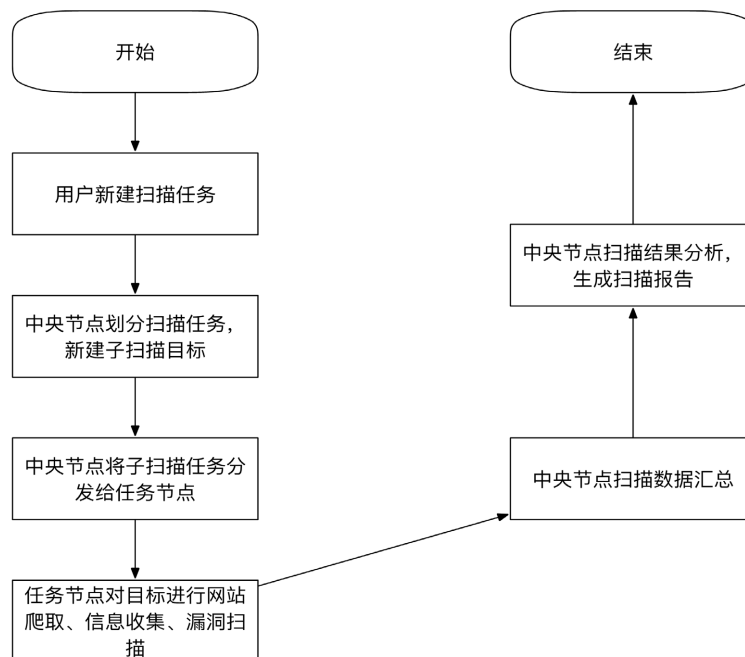 开始
用户新建扫描任务
中央节点划分扫描任务，
新建子扫描目标
中央节点将子扫描任务分
发给任务节点
任务节点对目标进行网站
爬取、信息收集、漏洞扫
描
中央节点扫描数据汇总
中央节点扫描结果分析，
生成扫描报告
结束